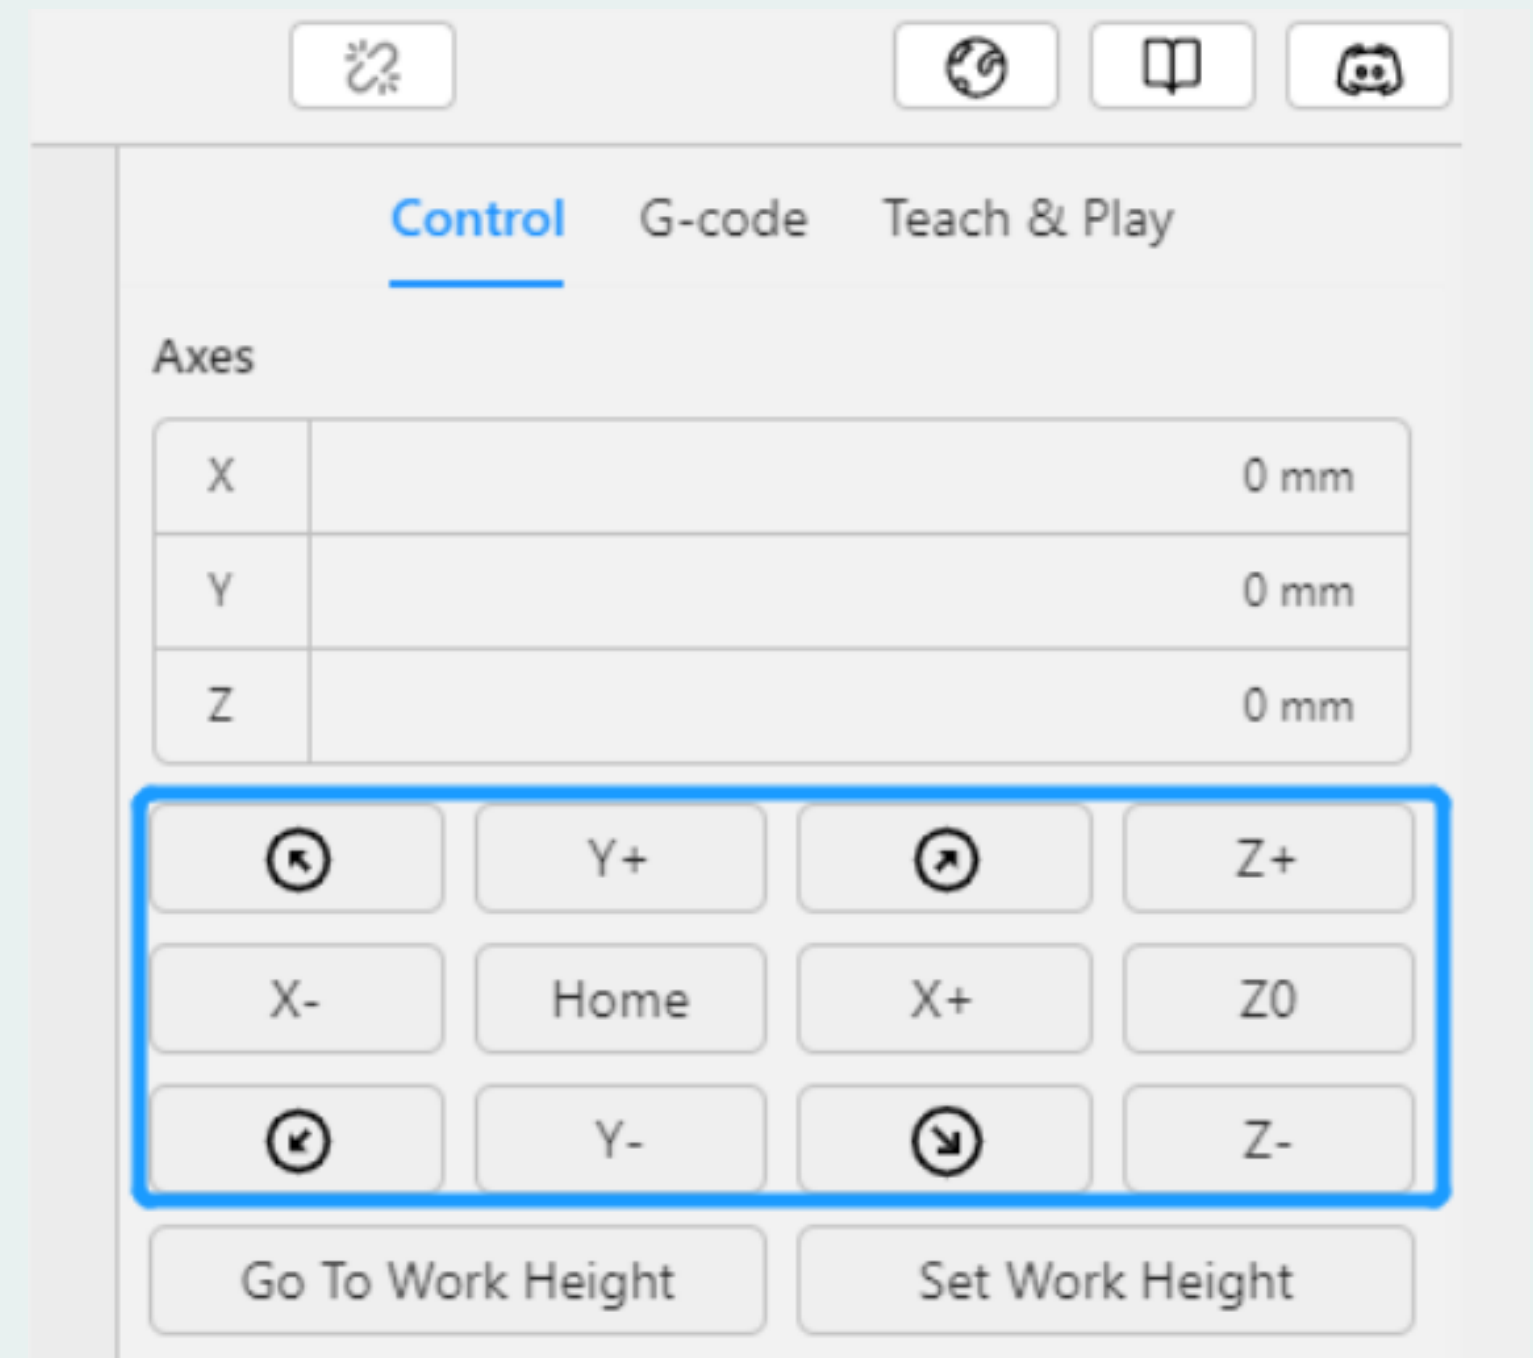 Control G-code Teach & Play
Axes
X 0 mm
Y 0 mm
Z 0 mm
Y+ Z+
X- Home X+ Z0
Y- Z-
Go To Work Height Set Work Height